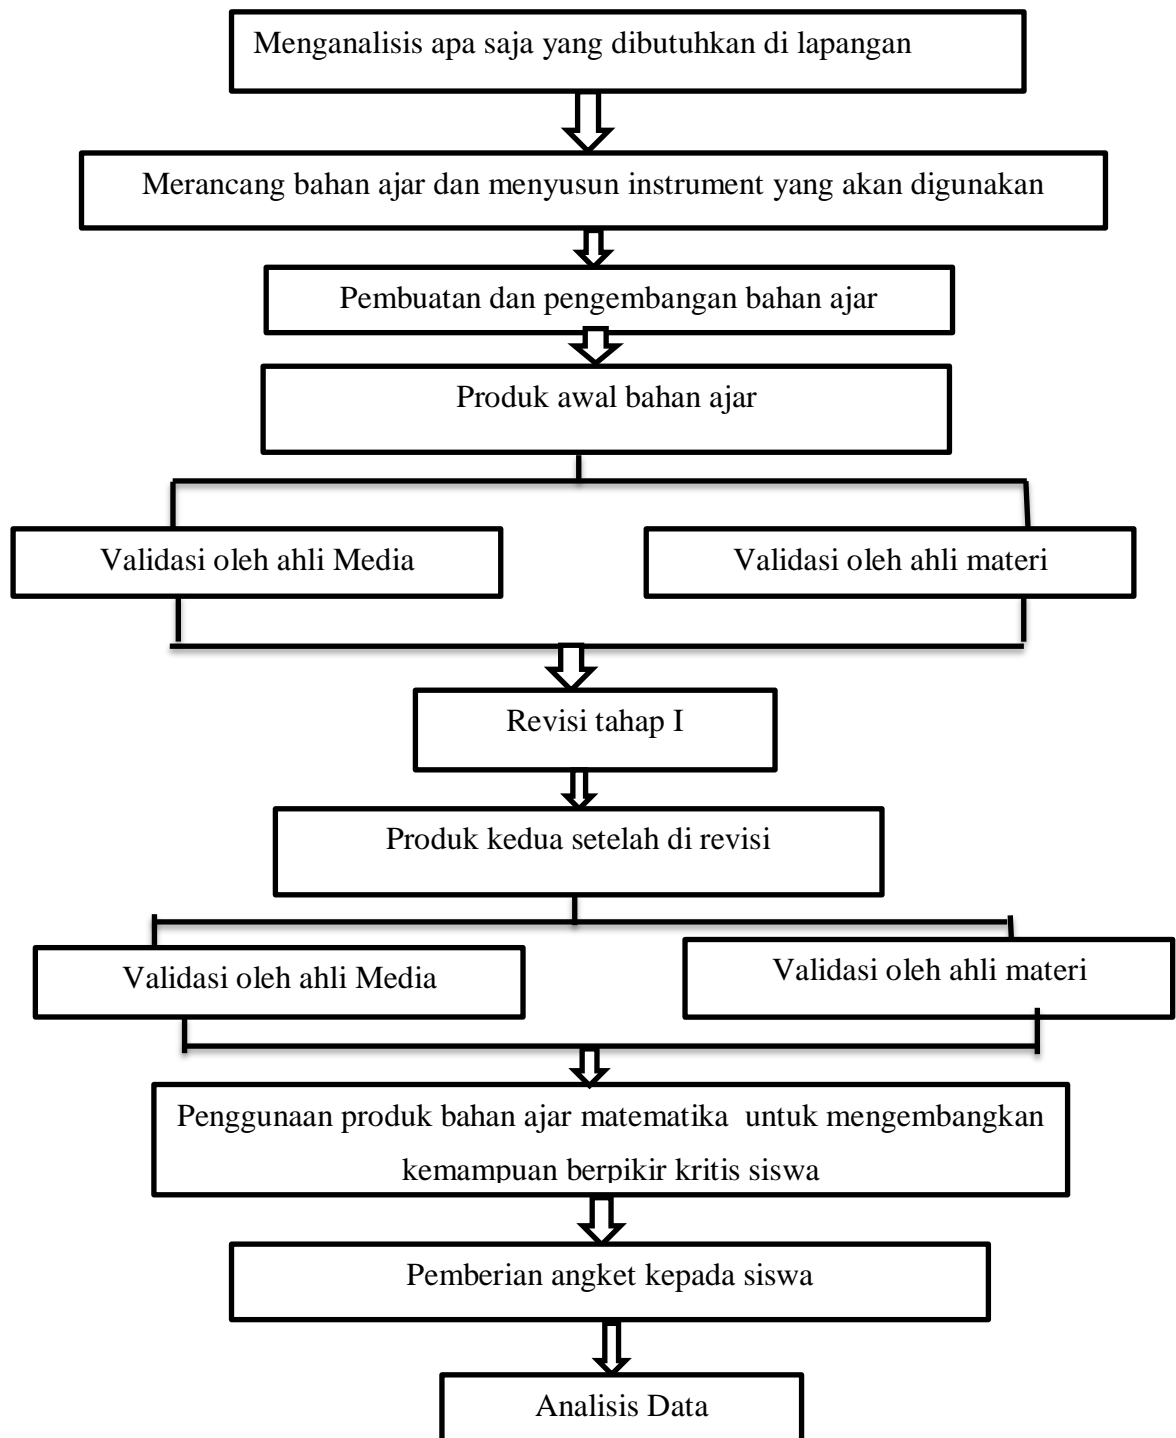 Menganalisis apa saja yang dibutuhkan di lapangan
Merancang bahan ajar dan menyusun instrument yang akan digunakan
Pembuatan dan pengembangan bahan ajar
Produk awal bahan ajar
Validasi oleh ahli Media
Validasi oleh ahli materi
Revisi tahap I
Produk kedua setelah di revisi
Validasi oleh ahli Media
Validasi oleh ahli materi
Penggunaan produk bahan ajar matematika  untuk mengembangkan
kemampuan berpikir kritis siswa
Pemberian angket kepada siswa
Analisis Data